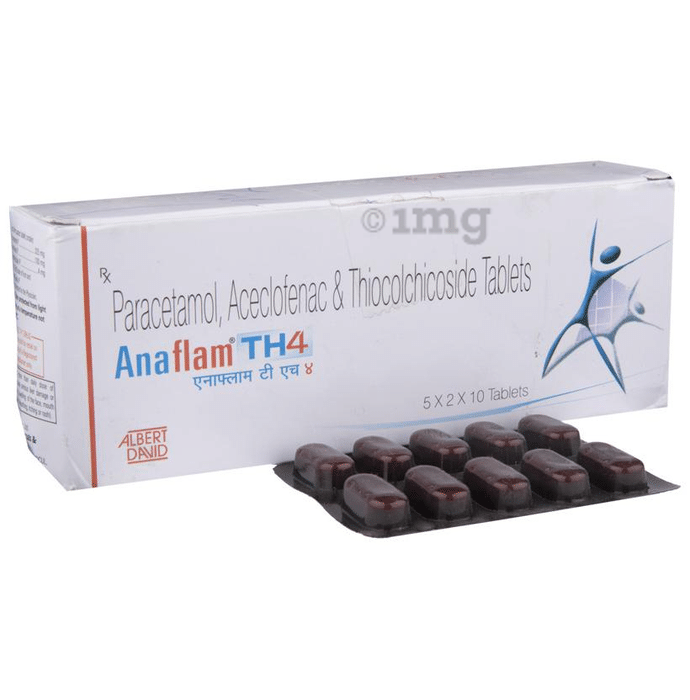 ©1mg
Rx
Paracetamol, Aceclofenac & Thiocolchicoside Tablets
Anaflam® TH4
एनाफ्लाम टी एच ४
5 X 2 X 10 Tablets
ALBERT
DAVID